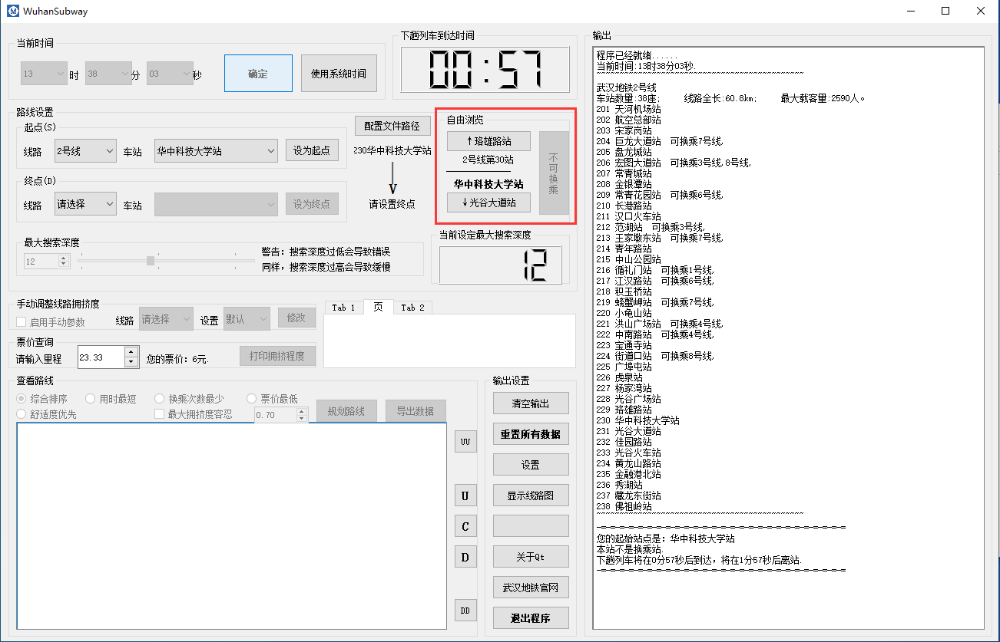 WuhanSubway
当前时间
13 时 38 分 03 秒
确定
使用系统时间
下趟列车到达时间
00:57
路线设置
起点(S)
线路 2号线 车站 华中科技大学站 设为起点
终点(D)
线路 请选择 车站 设为终点
配置文件路径
230华中科技大学站
V
请设置终点
自由浏览
↑珞雄路站
2号线第30站
华中科技大学站
↓光谷大道站
不可换乘
最大搜索深度
12
警告: 搜索深度过低会导致错误
同样, 搜索深度过高会导致缓慢
当前设定最大搜索深度
12
手动调整线路拥挤度
启用手动参数 线路 请选择 设置 默认 修改
票价查询
请输入里程 23.33 您的票价: 6元. 打印拥挤程度
Tab 1 页 Tab 2
查看路线
综合排序 用时最短 换乘次数最少 票价最低
舒适度优先 最大拥挤度容忍 0.70 规划路线 导出数据
UU
U
C
D
DD
输出设置
清空输出
重置所有数据
设置
显示线路图
关于Qt
武汉地铁官网
退出程序
输出
程序已经就绪......
当前时间:13时38分03秒.
~~~~~~~~~~~~~~~~~~~~~~~~~~~~~~~~~~~~~~~~~~~~~
武汉地铁2号线
车站数量:38座; 线路全长:60.8km; 最大载客量:2590人。
201 天河机场站
202 航空总部站
203 宋家岗站
204 巨龙大道站 可换乘7号线,
205 盘龙城站
206 宏图大道站 可换乘3号线,8号线,
207 常青城站
208 金银潭站
209 常青花园站 可换乘6号线,
210 长港路站
211 汉口火车站
212 范湖站 可换乘3号线,
213 王家墩东站 可换乘7号线,
214 青年路站
215 中山公园站
216 循礼门站 可换乘1号线,
217 江汉路站 可换乘6号线,
218 积玉桥站
219 螃蟹岬站 可换乘7号线,
220 小龟山站
221 洪山广场站 可换乘4号线,
222 中南路站 可换乘4号线,
223 宝通寺站
224 街道口站 可换乘8号线,
225 广埠屯站
226 虎泉站
227 杨家湾站
228 光谷广场站
229 珞雄路站
230 华中科技大学站
231 光谷大道站
232 佳园路站
233 光谷火车站
234 黄龙山路站
235 金融港北站
236 秀湖站
237 藏龙东街站
238 佛祖岭站
~~~~~~~~~~~~~~~~~~~~~~~~~~~~~~~~~~~~~~~~~~~~~
-=-=-=-=-=-=-=-=-=-=-=-=-=-=-=-=-=-=-=-=-=-=-=-=-=-=-=
您的起始站点是: 华中科技大学站
本站不是换乘站.
下趟列车将在0分57秒后到达, 将在1分57秒后离站.
-=-=-=-=-=-=-=-=-=-=-=-=-=-=-=-=-=-=-=-=-=-=-=-=-=-=-=